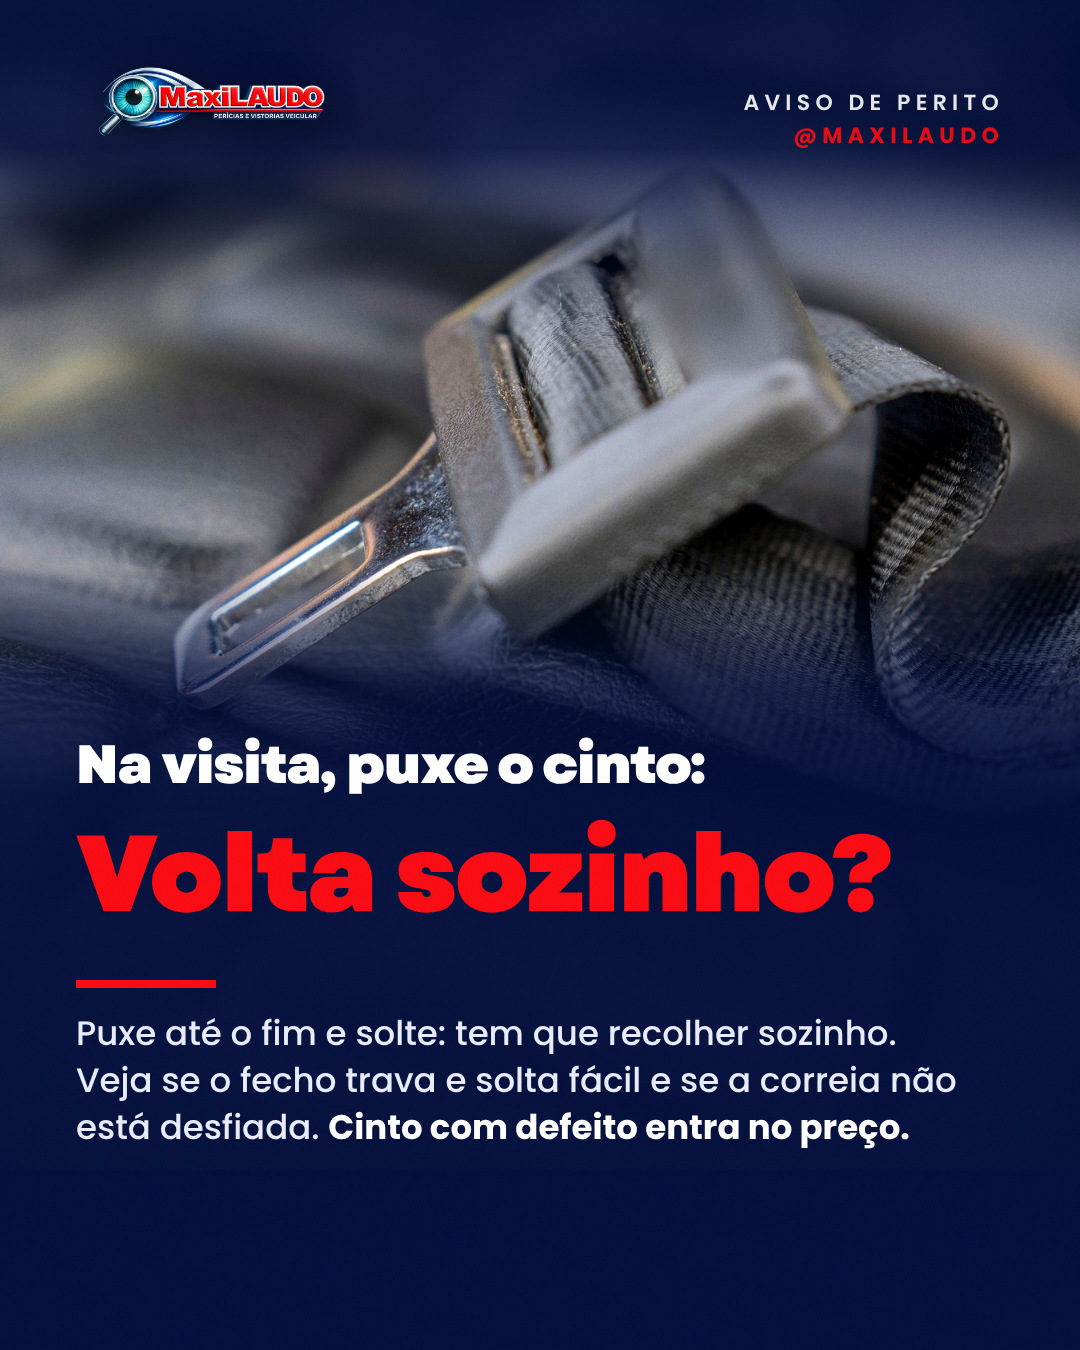 MaxiLAUDO
PERÍCIAS E VISTORIAS VEICULAR
AVISO DE PERITO
@MAXILAUDO
Na visita, puxe o cinto:
Volta sozinho?
Puxe até o fim e solte: tem que recolher sozinho.
Veja se o fecho trava e solta fácil e se a correia não
está desfiada. Cinto com defeito entra no preço.